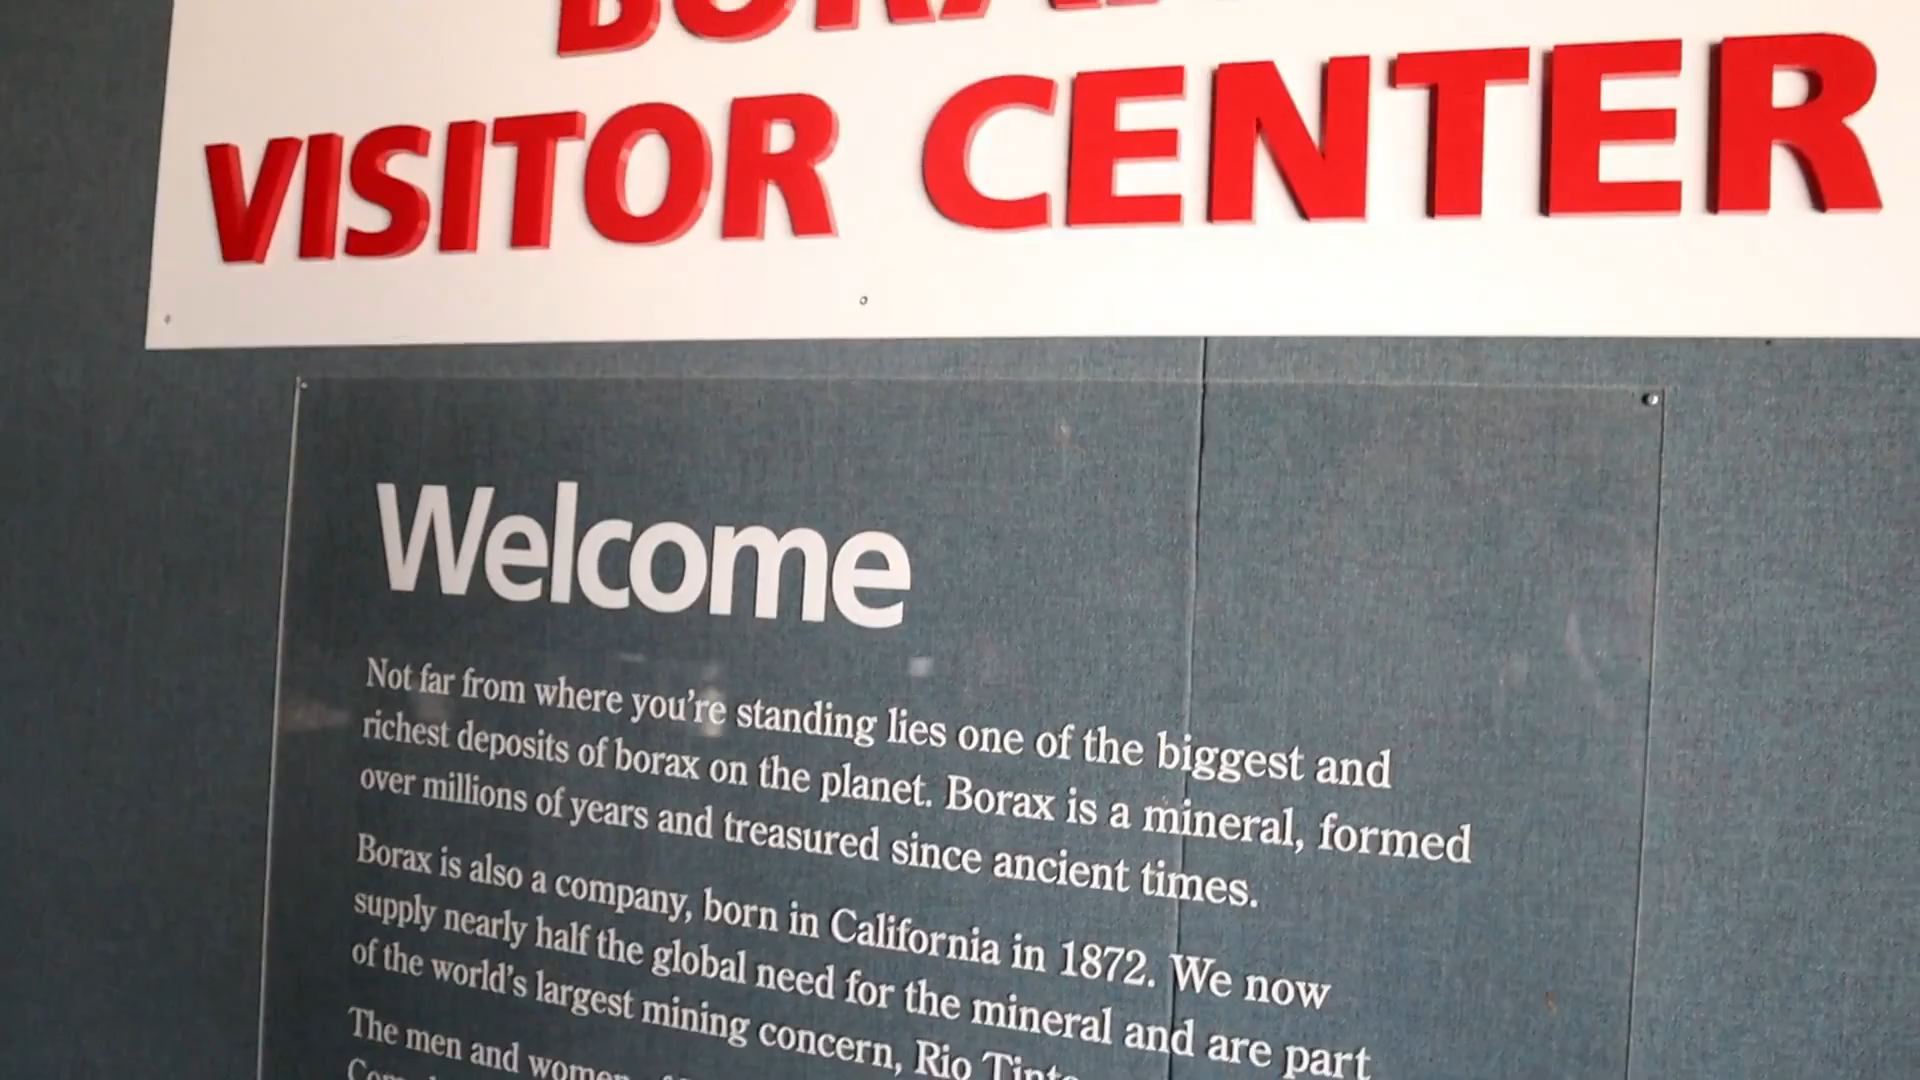 BORAX
VISITOR CENTER
Welcome
Not far from where you're standing lies one of the biggest and
richest deposits of borax on the planet. Borax is a mineral, formed
over millions of years and treasured since ancient times.
Borax is also a company, born in California in 1872. We now
supply nearly half the global need for the mineral and are part
of the world's largest mining concern, Rio Tinto
The men and women